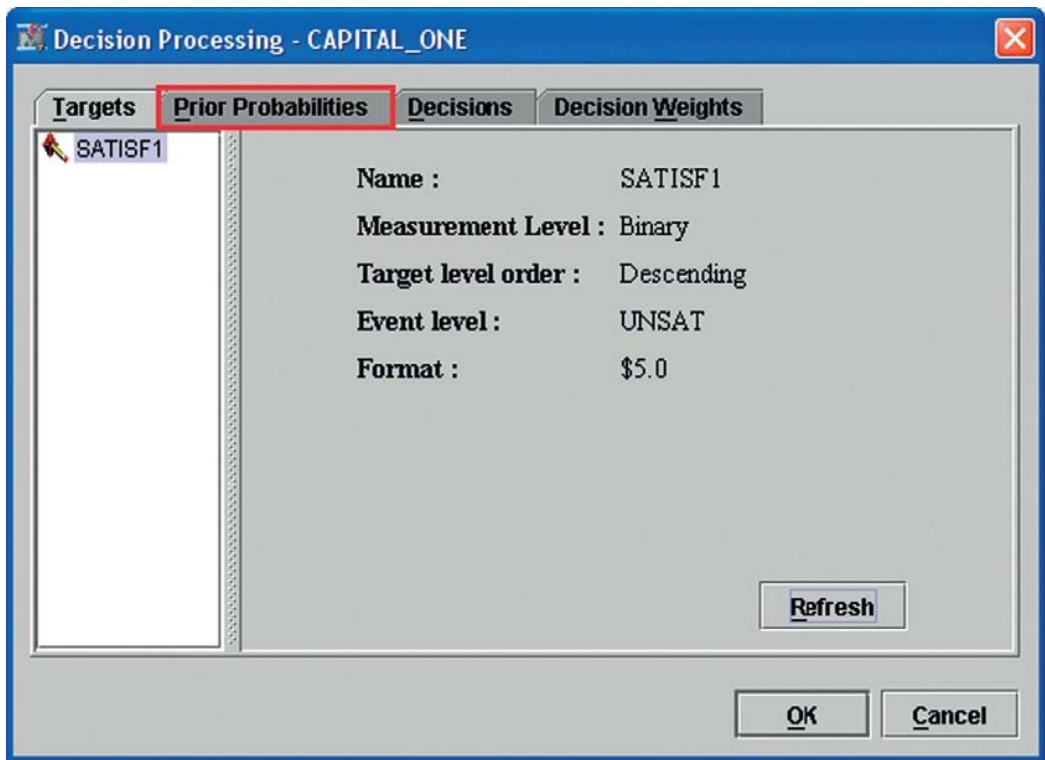 Decision Processing - CAPITAL_ONE
Targets Prior Probabilities Decisions Decision Weights
SATISF1
Name : SATISF1
Measurement Level : Binary
Target level order : Descending
Event level : UNSAT
Format : $5.0
Refresh
OK Cancel